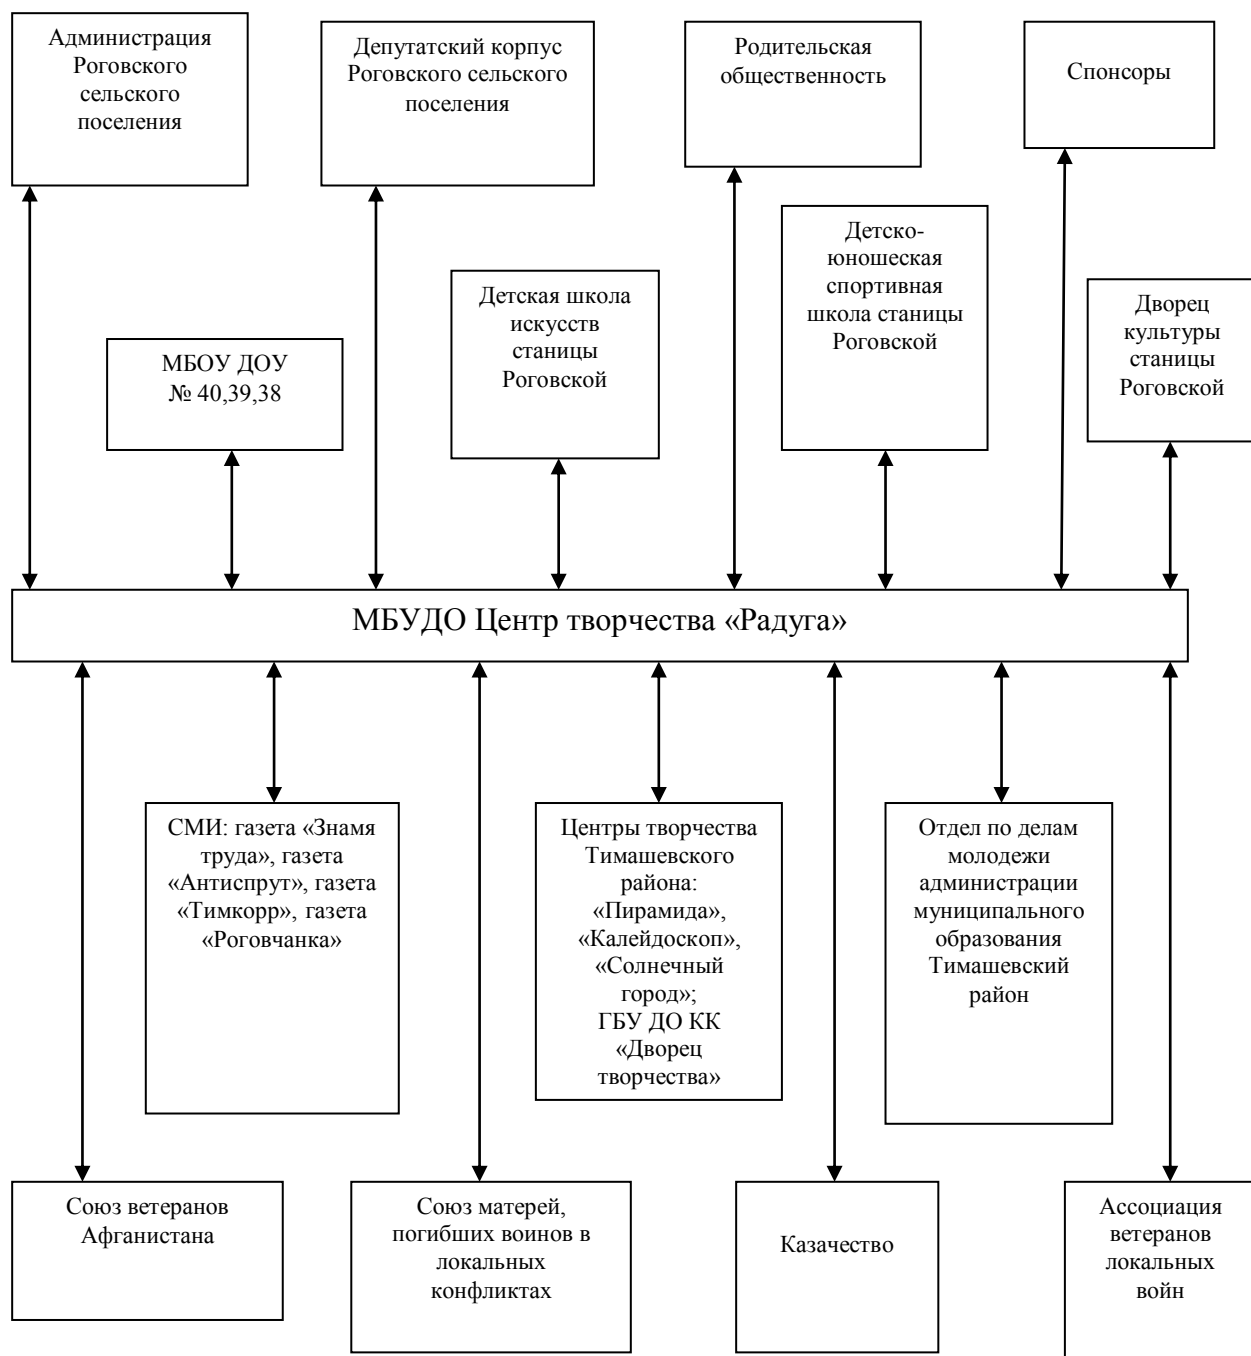 Администрация
Роговского
сельского
поселения
Депутатский корпус
Роговского сельского
поселения
Родительская
общественность
Спонсоры
МБОУ ДОУ
№ 40,39,38
Детская школа
искусств
станицы
Роговской
Детско-
юношеская
спортивная
школа станицы
Роговской
Дворец
культуры
станицы
Роговской
МБУДО Центр творчества «Радуга»
СМИ: газета «Знамя
труда», газета
«Антиспрут», газета
«Тимкорр», газета
«Роговчанка»
Центры творчества
Тимашевского
района:
«Пирамида»,
«Калейдоскоп»,
«Солнечный
город»;
ГБУ ДО КК
«Дворец
творчества»
Отдел по делам
молодежи
администрации
муниципального
образования
Тимашевский
район
Союз ветеранов
Афганистана
Союз матерей,
погибших воинов в
локальных
конфликтах
Казачество
Ассоциация
ветеранов
локальных
войн